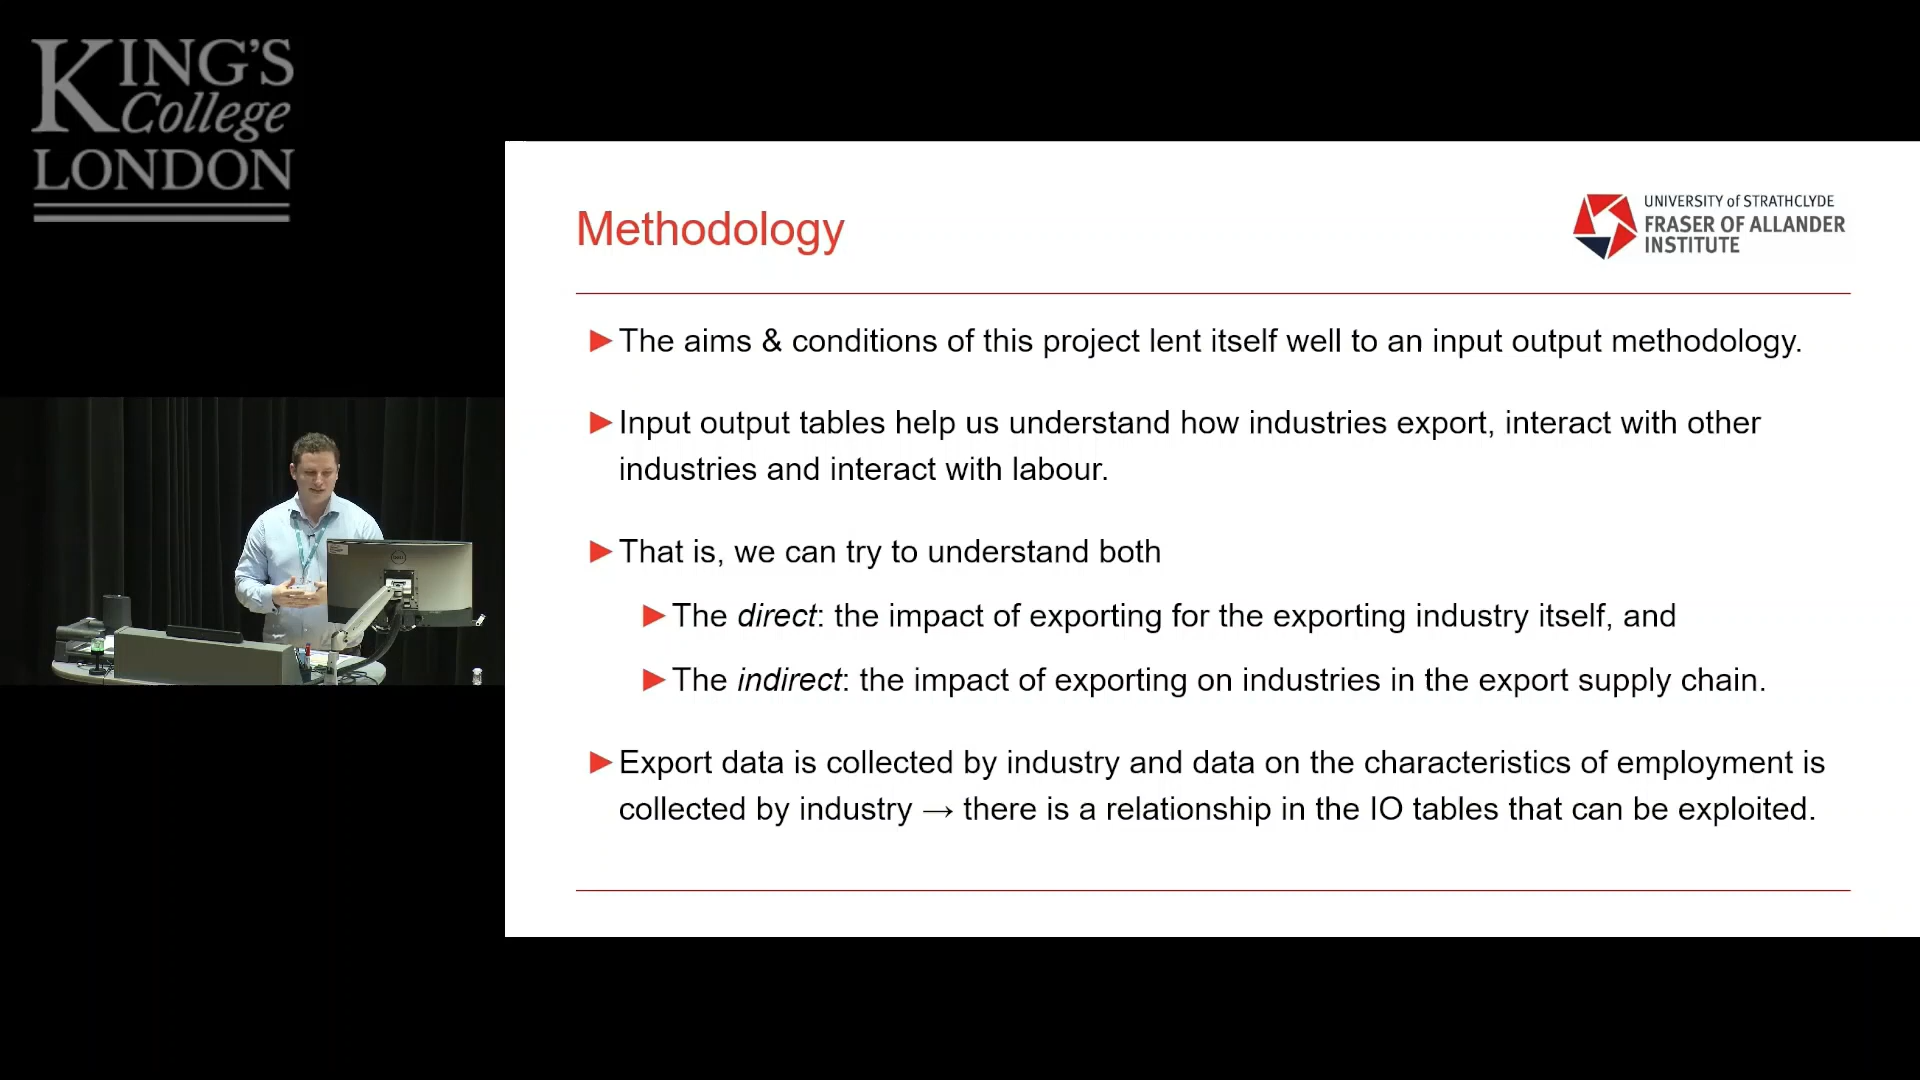 KING'S
College
LONDON
Methodology
UNIVERSITY of STRATHCLYDE
FRASER OF ALLANDER
INSTITUTE
The aims & conditions of this project lent itself well to an input output methodology.
Input output tables help us understand how industries export, interact with other
industries and interact with labour.
That is, we can try to understand both
The direct: the impact of exporting for the exporting industry itself, and
The indirect: the impact of exporting on industries in the export supply chain.
Export data is collected by industry and data on the characteristics of employment is
collected by industry → there is a relationship in the IO tables that can be exploited.